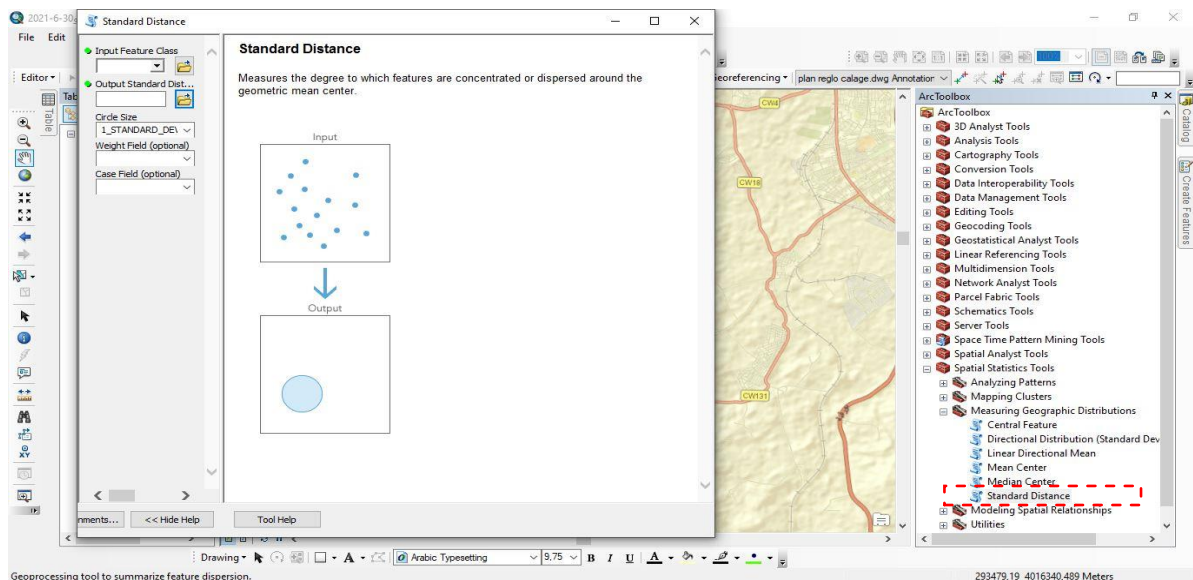 2021-6-30
Standard Distance
File Edit
Editor
Georeferencing
plan reglo calage.dwg Annotation
100%
Table
Input Feature Class
Output Standard Dist...
Circle Size
1_STANDARD_DEV
Weight Field (optional)
Case Field (optional)
Standard Distance
Measures the degree to which features are concentrated or dispersed around the
geometric mean center.
Input
Output
nments...
<< Hide Help
Tool Help
CW4
CW18
CW131
ArcToolbox
ArcToolbox
3D Analyst Tools
Analysis Tools
Cartography Tools
Conversion Tools
Data Interoperability Tools
Data Management Tools
Editing Tools
Geocoding Tools
Geostatistical Analyst Tools
Linear Referencing Tools
Multidimension Tools
Network Analyst Tools
Parcel Fabric Tools
Schematics Tools
Server Tools
Space Time Pattern Mining Tools
Spatial Analyst Tools
Spatial Statistics Tools
Analyzing Patterns
Mapping Clusters
Measuring Geographic Distributions
Central Feature
Directional Distribution (Standard Dev
Linear Directional Mean
Mean Center
Median Center
Standard Distance
Modeling Spatial Relationships
Utilities
Catalog
Create Features
Drawing
A
Arabic Typesetting
9,75
B I U A
Geoprocessing tool to summarize feature dispersion.
293479,19 4016340,489 Meters